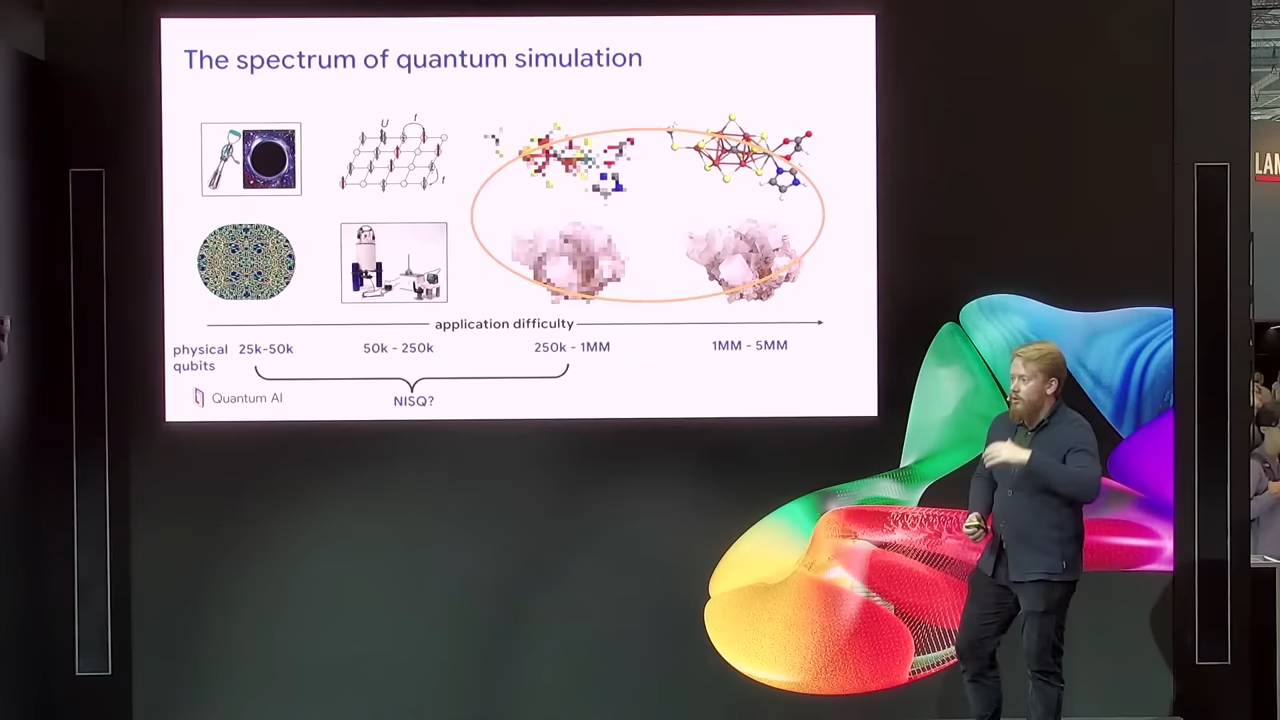 The spectrum of quantum simulation
U
t
t
application difficulty
physical qubits
25k-50k
50k - 250k
250k - 1MM
1MM - 5MM
NISQ?
Quantum AI
LAM